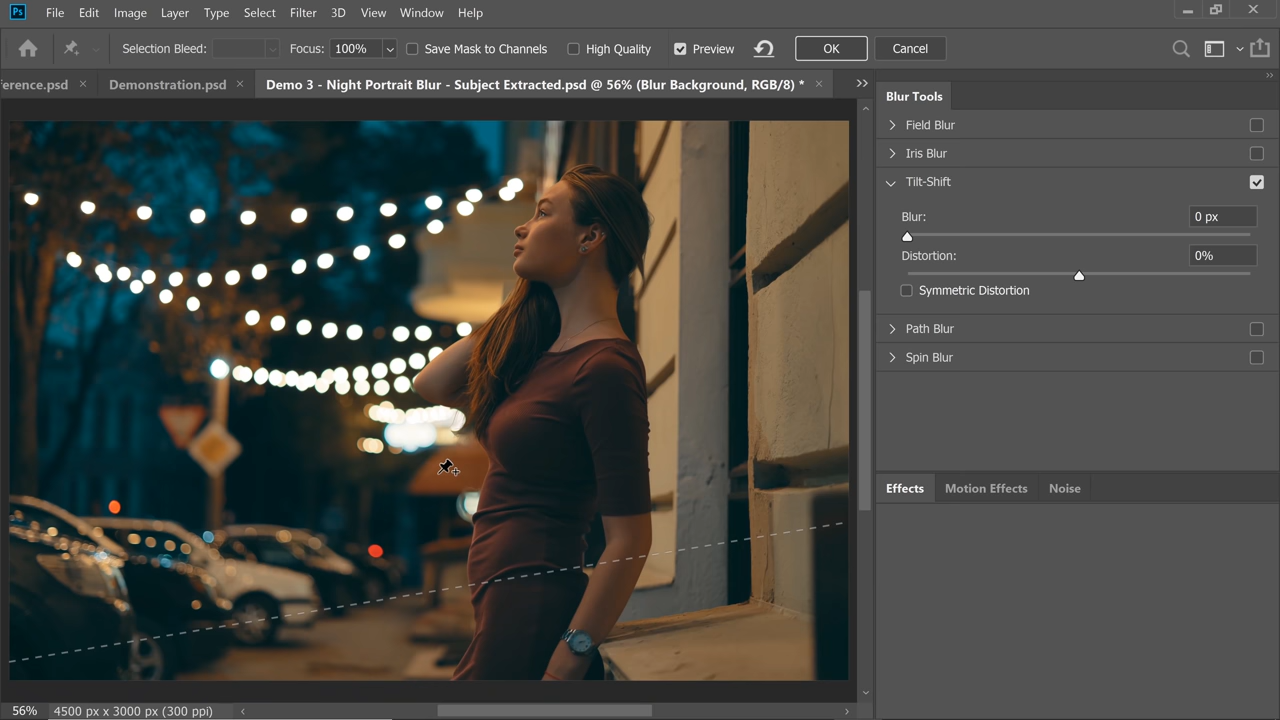 Ps File Edit Image Layer Type Select Filter 3D View Window Help
Selection Bleed: Focus: 100% Save Mask to Channels High Quality Preview OK Cancel
erence.psd × Demonstration.psd × Demo 3 - Night Portrait Blur - Subject Extracted.psd @ 56% (Blur Background, RGB/8) * ×
Blur Tools
Field Blur
Iris Blur
Tilt-Shift
Blur: 0 px
Distortion: 0%
Symmetric Distortion
Path Blur
Spin Blur
Effects Motion Effects Noise
56% 4500 px x 3000 px (300 ppi)